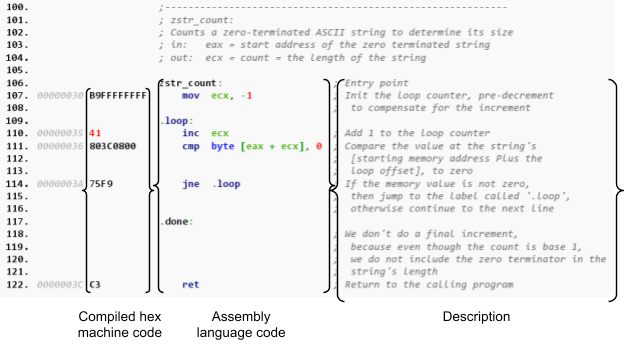 100. ;-----------------------------------------------------
101. ; zstr_count:
102. ; Counts a zero-terminated ASCII string to determine its size
103. ; in: eax = start address of the zero terminated string
104. ; out: ecx = count = the length of the string
105.
106. zstr_count: ; Entry point
107. 00000030 B9FFFFFFFF mov ecx, -1 ; Init the loop counter, pre-decrement
108. ; to compensate for the increment
109. .loop:
110. 00000035 41 inc ecx ; Add 1 to the loop counter
111. 00000036 803C0800 cmp byte [eax + ecx], 0 ; Compare the value at the string's
112. ; [starting memory address Plus the
113. ; loop offset], to zero
114. 0000003A 75F9 jne .loop ; If the memory value is not zero,
115. ; then jump to the label called '.loop',
116. ; otherwise continue to the next line
117. .done:
118. ; We don't do a final increment,
119. ; because even though the count is base 1,
120. ; we do not include the zero terminator in the
121. ; string's length
122. 0000003C C3 ret ; Return to the calling program
Compiled hex
machine code
Assembly
language code
Description